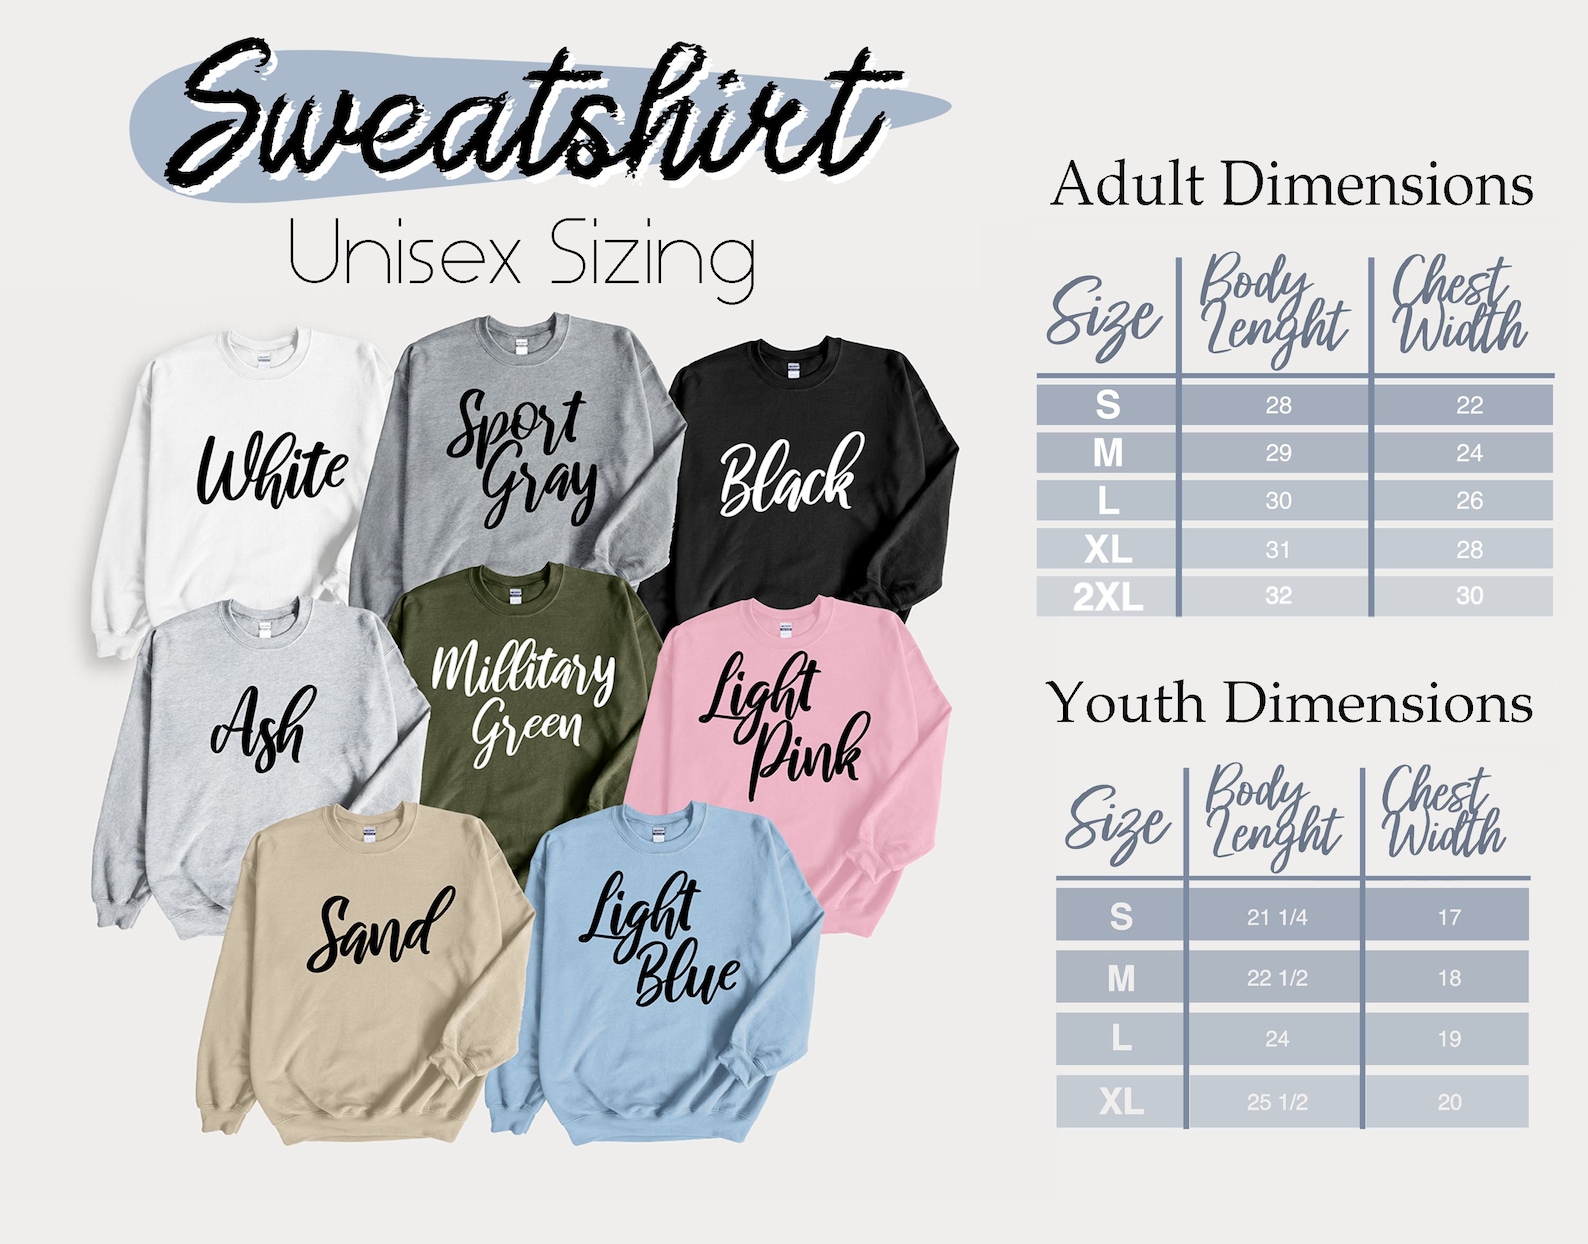 Sweatshirt
Unisex Sizing
White
Sport
Gray
Black
Ash
Millitary
Green
Light
Pink
Sand
Light
Blue
Adult Dimensions
Size Body Lenght Chest Width
S 28 22
M 29 24
L 30 26
XL 31 28
2XL 32 30
Youth Dimensions
Size Body Lenght Chest Width
S 21 1/4 17
M 22 1/2 18
L 24 19
XL 25 1/2 20